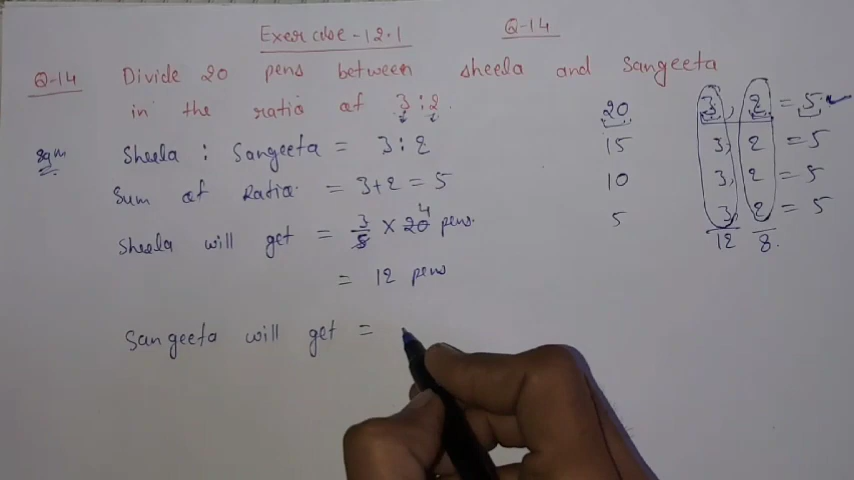 Exercise-12.1 Q-14
Q-14 Divide 20 pens between sheela and Sangeeta
in the ratio of 3:2.
Sheela : Sangeeta = 3:2
Sum of Ratio = 3+2 = 5
Sheela will get = 3/5 × 20 4 pens.
= 12 pens
Sangeeta will get =
20 3, 2 = 5
15 3, 2 = 5
10 3, 2 = 5
5 3, 2 = 5
12 8.